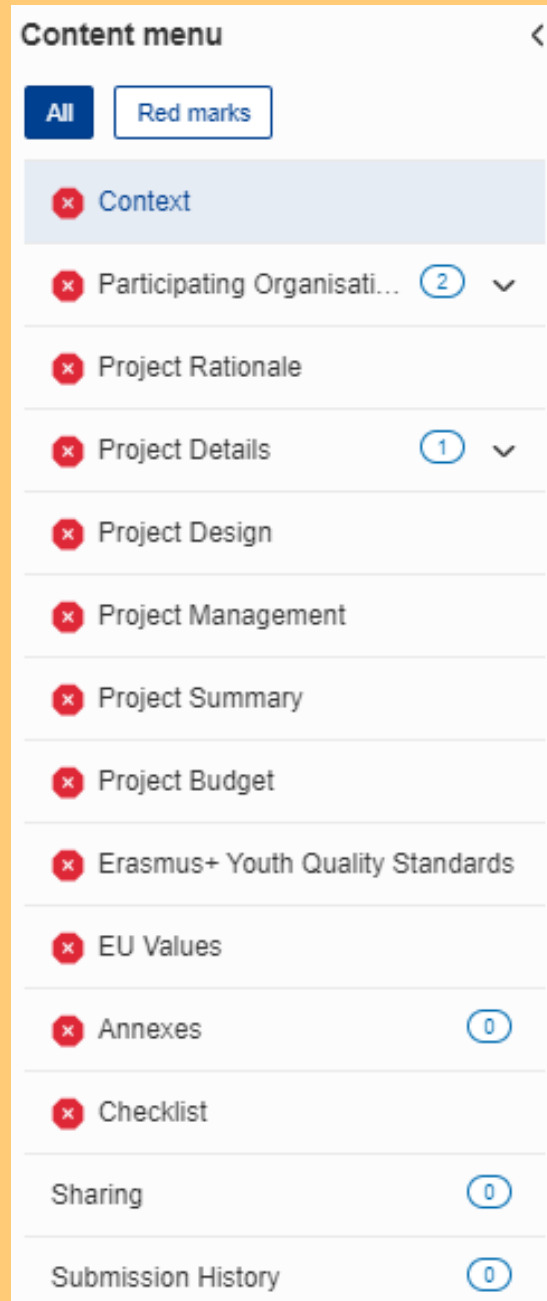 Content menu
All Red marks
Context
Participating Organisati... 2
Project Rationale
Project Details 1
Project Design
Project Management
Project Summary
Project Budget
Erasmus+ Youth Quality Standards
EU Values
Annexes 0
Checklist
Sharing 0
Submission History 0